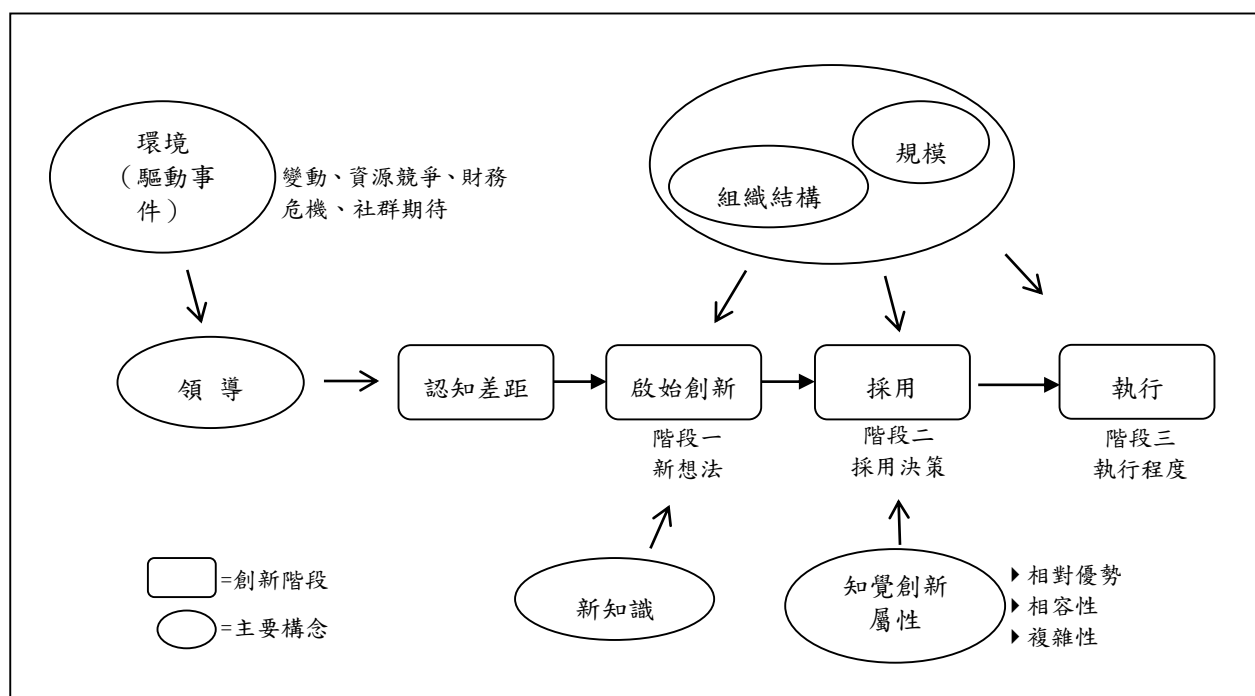 環境
（驅動事
件）
變動、資源競爭、財務
危機、社群期待
規模
組織結構
領 導
認知差距
啟始創新
採用
執行
階段一
新想法
階段二
採用決策
階段三
執行程度
新知識
知覺創新
屬性
相對優勢
相容性
複雜性
=創新階段
=主要構念